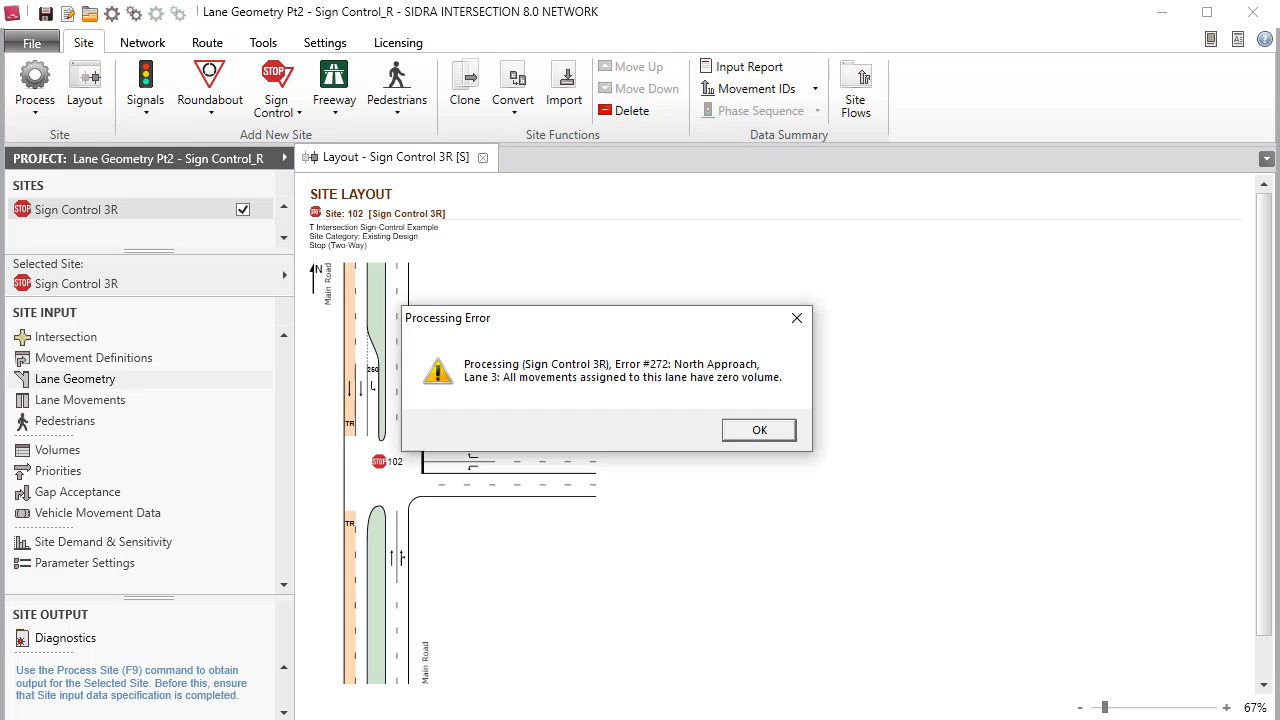 Lane Geometry Pt2 - Sign Control_R - SIDRA INTERSECTION 8.0 NETWORK
File Site Network Route Tools Settings Licensing
Process Layout Signals Roundabout Sign Control Freeway Pedestrians Clone Convert Import
Move Up
Move Down
Delete
Input Report
Movement IDs
Phase Sequence
Site Flows
Site Add New Site Site Functions Data Summary
PROJECT: Lane Geometry Pt2 - Sign Control_R
SITES
STOP Sign Control 3R
Selected Site:
STOP Sign Control 3R
SITE INPUT
Intersection
Movement Definitions
Lane Geometry
Lane Movements
Pedestrians
Volumes
Priorities
Gap Acceptance
Vehicle Movement Data
Site Demand & Sensitivity
Parameter Settings
SITE OUTPUT
Diagnostics
Use the Process Site (F9) command to obtain
output for the Selected Site. Before this, ensure
that Site input data specification is completed.
Layout - Sign Control 3R [S]
SITE LAYOUT
STOP Site: 102 [Sign Control 3R]
T Intersection Sign-Control Example
Site Category: Existing Design
Stop (Two-Way)
N
Main Road
250
TR
STOP 102
TR
Main Road
Processing Error
Processing (Sign Control 3R), Error #272: North Approach,
Lane 3: All movements assigned to this lane have zero volume.
OK
- + 67%